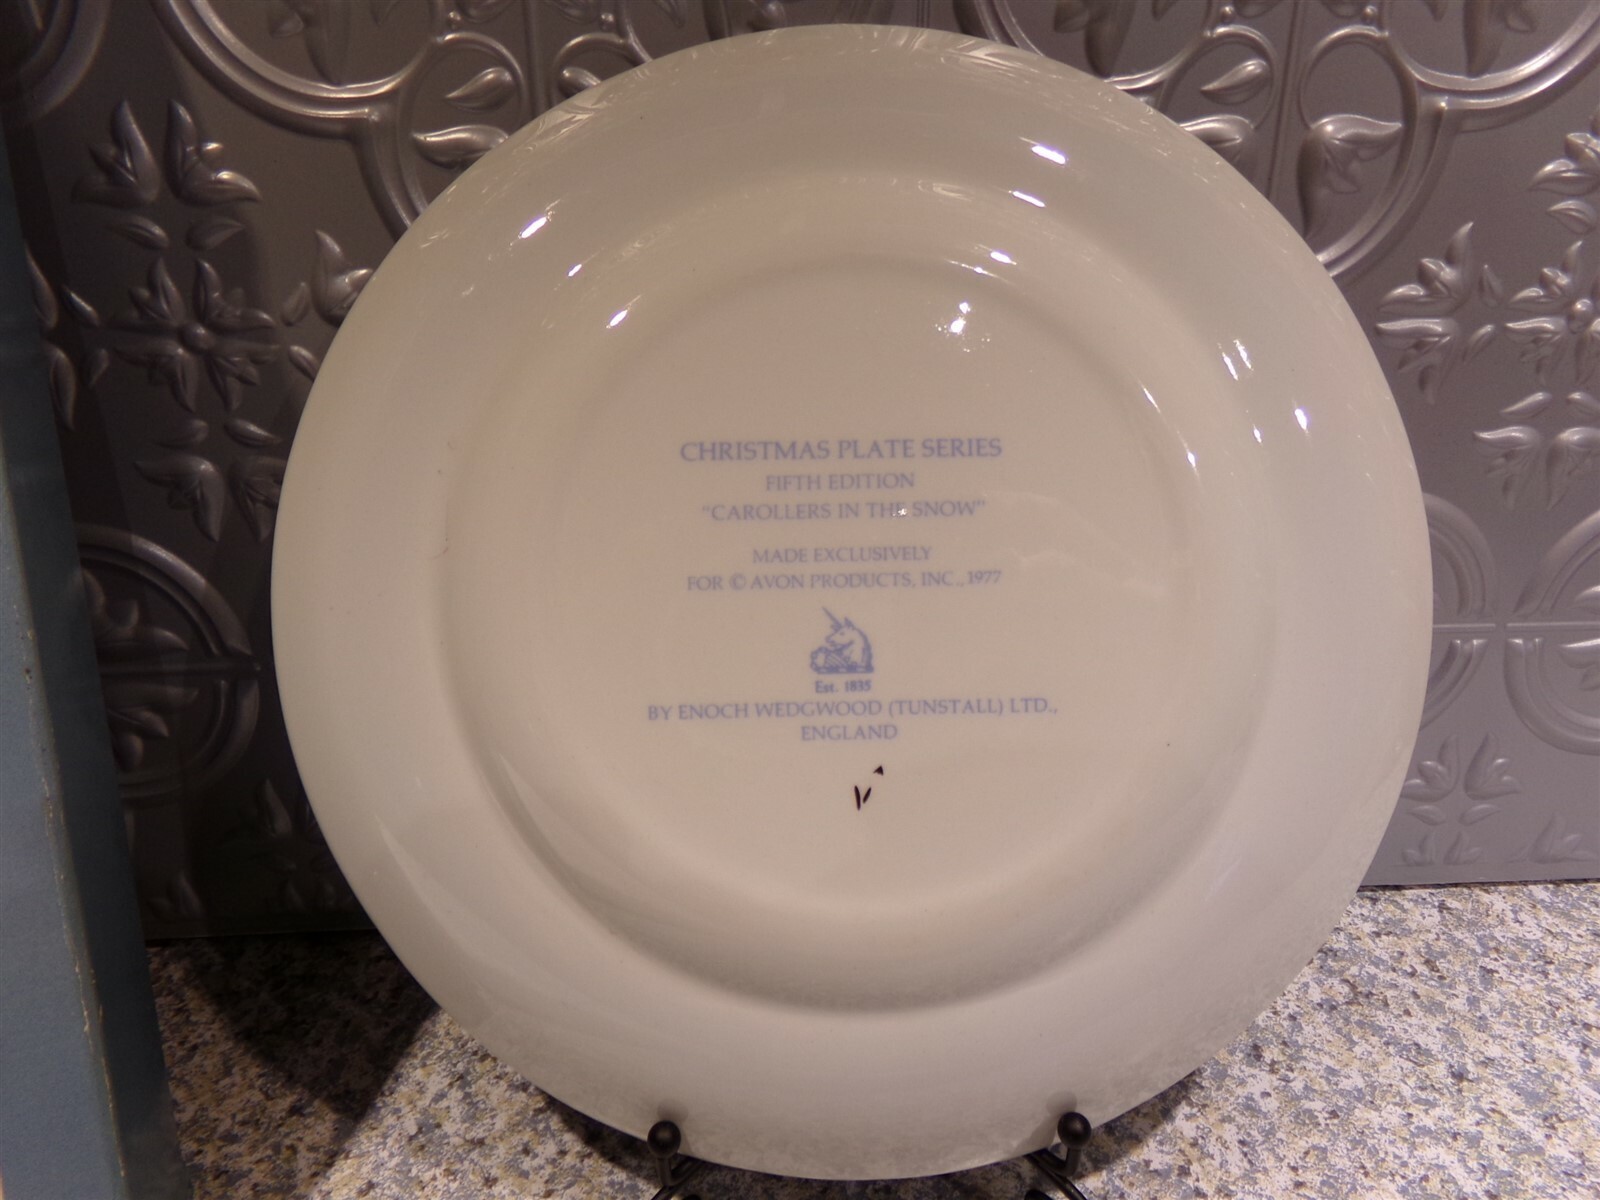 CHRISTMAS PLATE SERIES
FIFTH EDITION
"CAROLLERS IN THE SNOW"
MADE EXCLUSIVELY
FOR © AVON PRODUCTS, INC., 1977
Est. 1835
BY ENOCH WEDGWOOD (TUNSTALL) LTD.,
ENGLAND